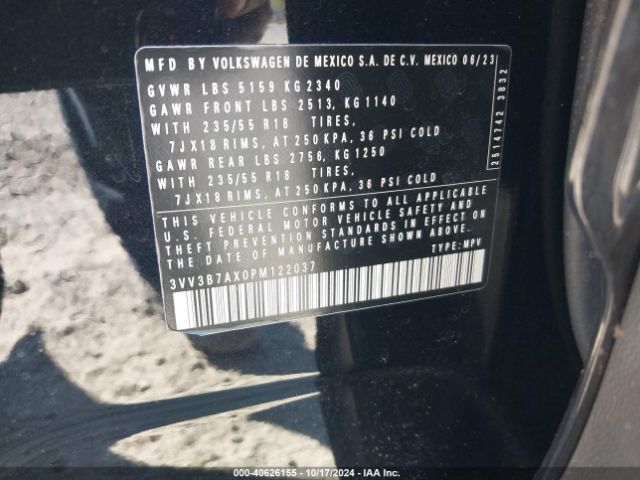 MFD BY VOLKSWAGEN DE MEXICO S.A. DE C.V. MEXICO 06/23
GVWR LBS 5159 KG 2340
GAWR FRONT LBS 2513, KG 1140
WITH 235/55 R18 TIRES,
7JX18 RIMS, AT 250 KPA, 36 PSI COLD
GAWR REAR LBS 2756, KG 1250
WITH 235/55 R18 TIRES,
7JX18 RIMS, AT 250 KPA, 36 PSI COLD
THIS VEHICLE CONFORMS TO ALL APPLICABLE
U.S. FEDERAL MOTOR VEHICLE SAFETY AND
THEFT PREVENTION STANDARDS IN EFFECT ON
THE DATE OF MANUFACTURE SHOWN ABOVE.
TYPE: MPV
3VV3B7AX0PM122037
2514742 3832
000-40626155 - 10/17/2024 - IAA Inc.